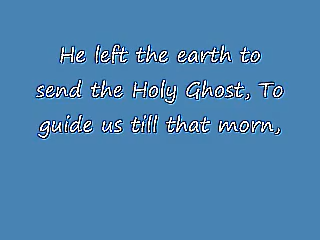 He left the earth to
send the Holy Ghost, To
guide us till that morn,